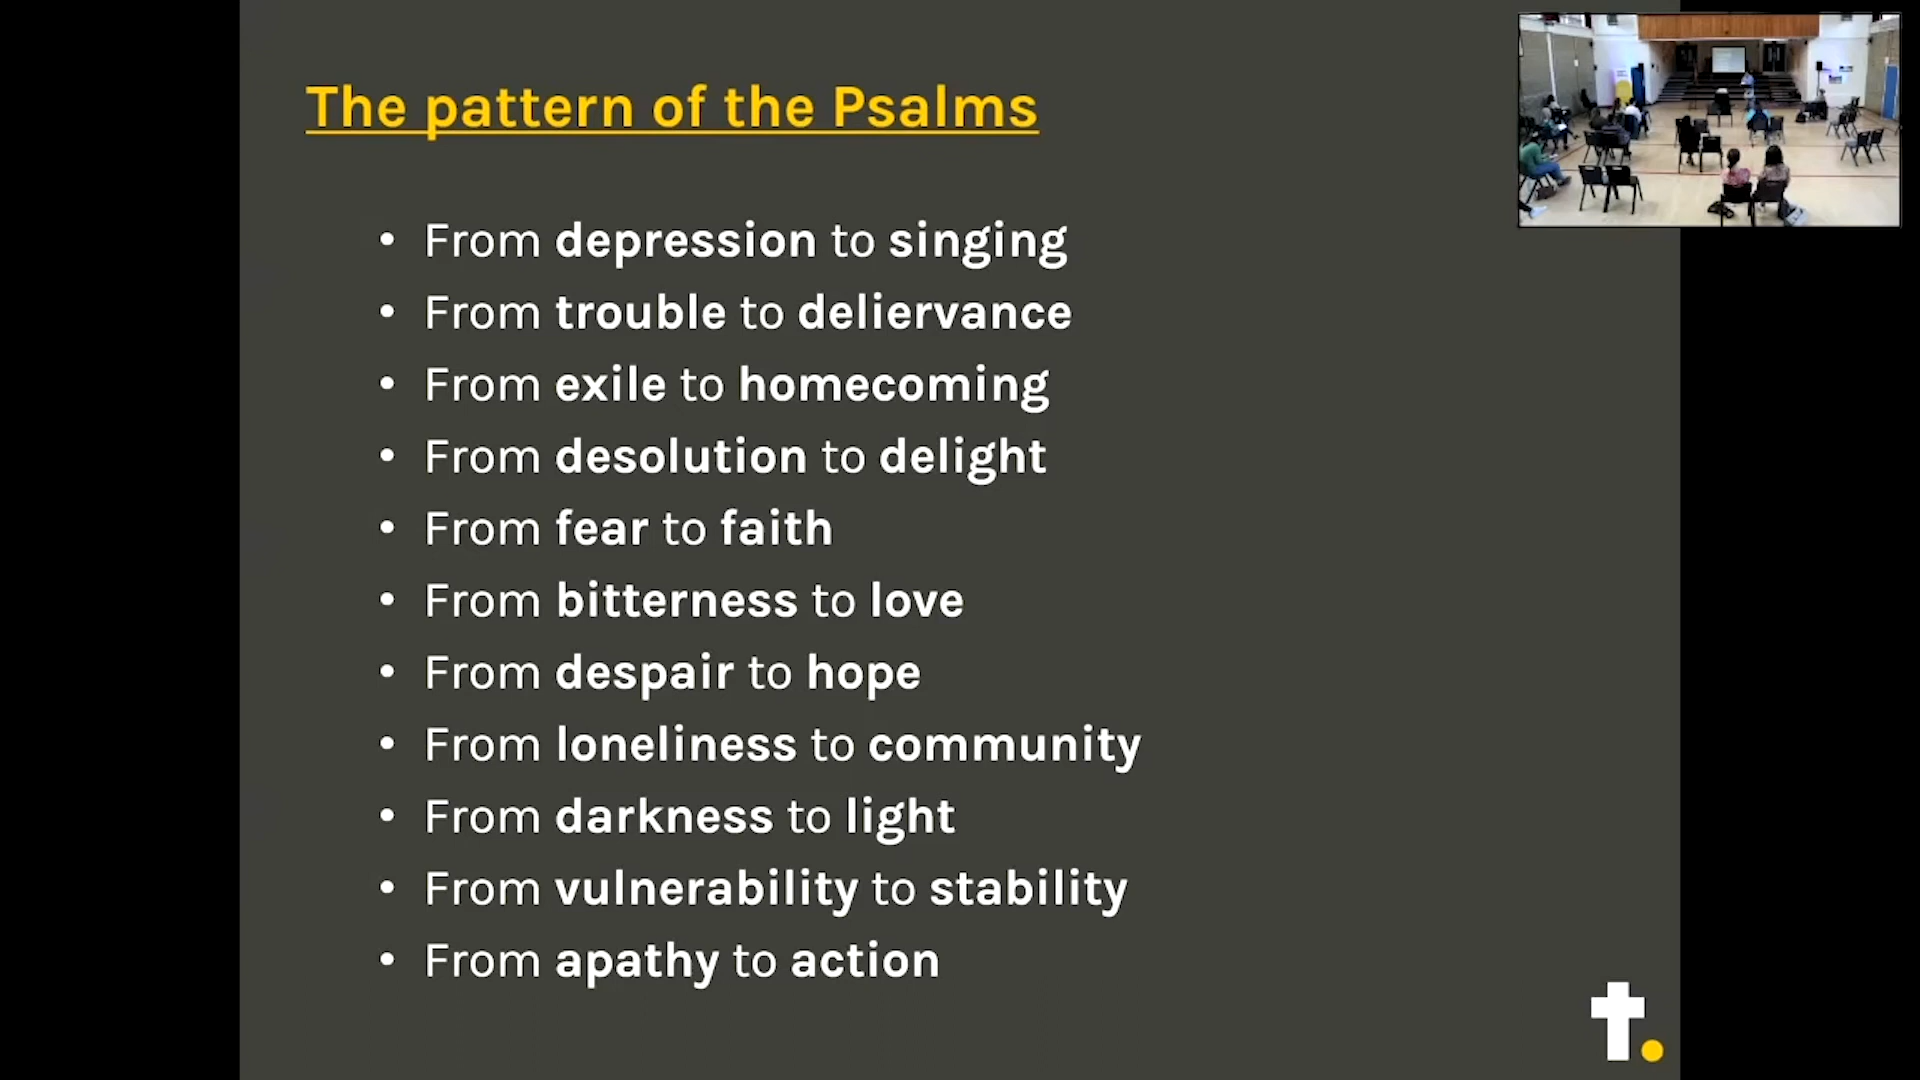 The pattern of the Psalms
• From depression to singing
• From trouble to deliervance
• From exile to homecoming
• From desolution to delight
• From fear to faith
• From bitterness to love
• From despair to hope
• From loneliness to community
• From darkness to light
• From vulnerability to stability
• From apathy to action
t.